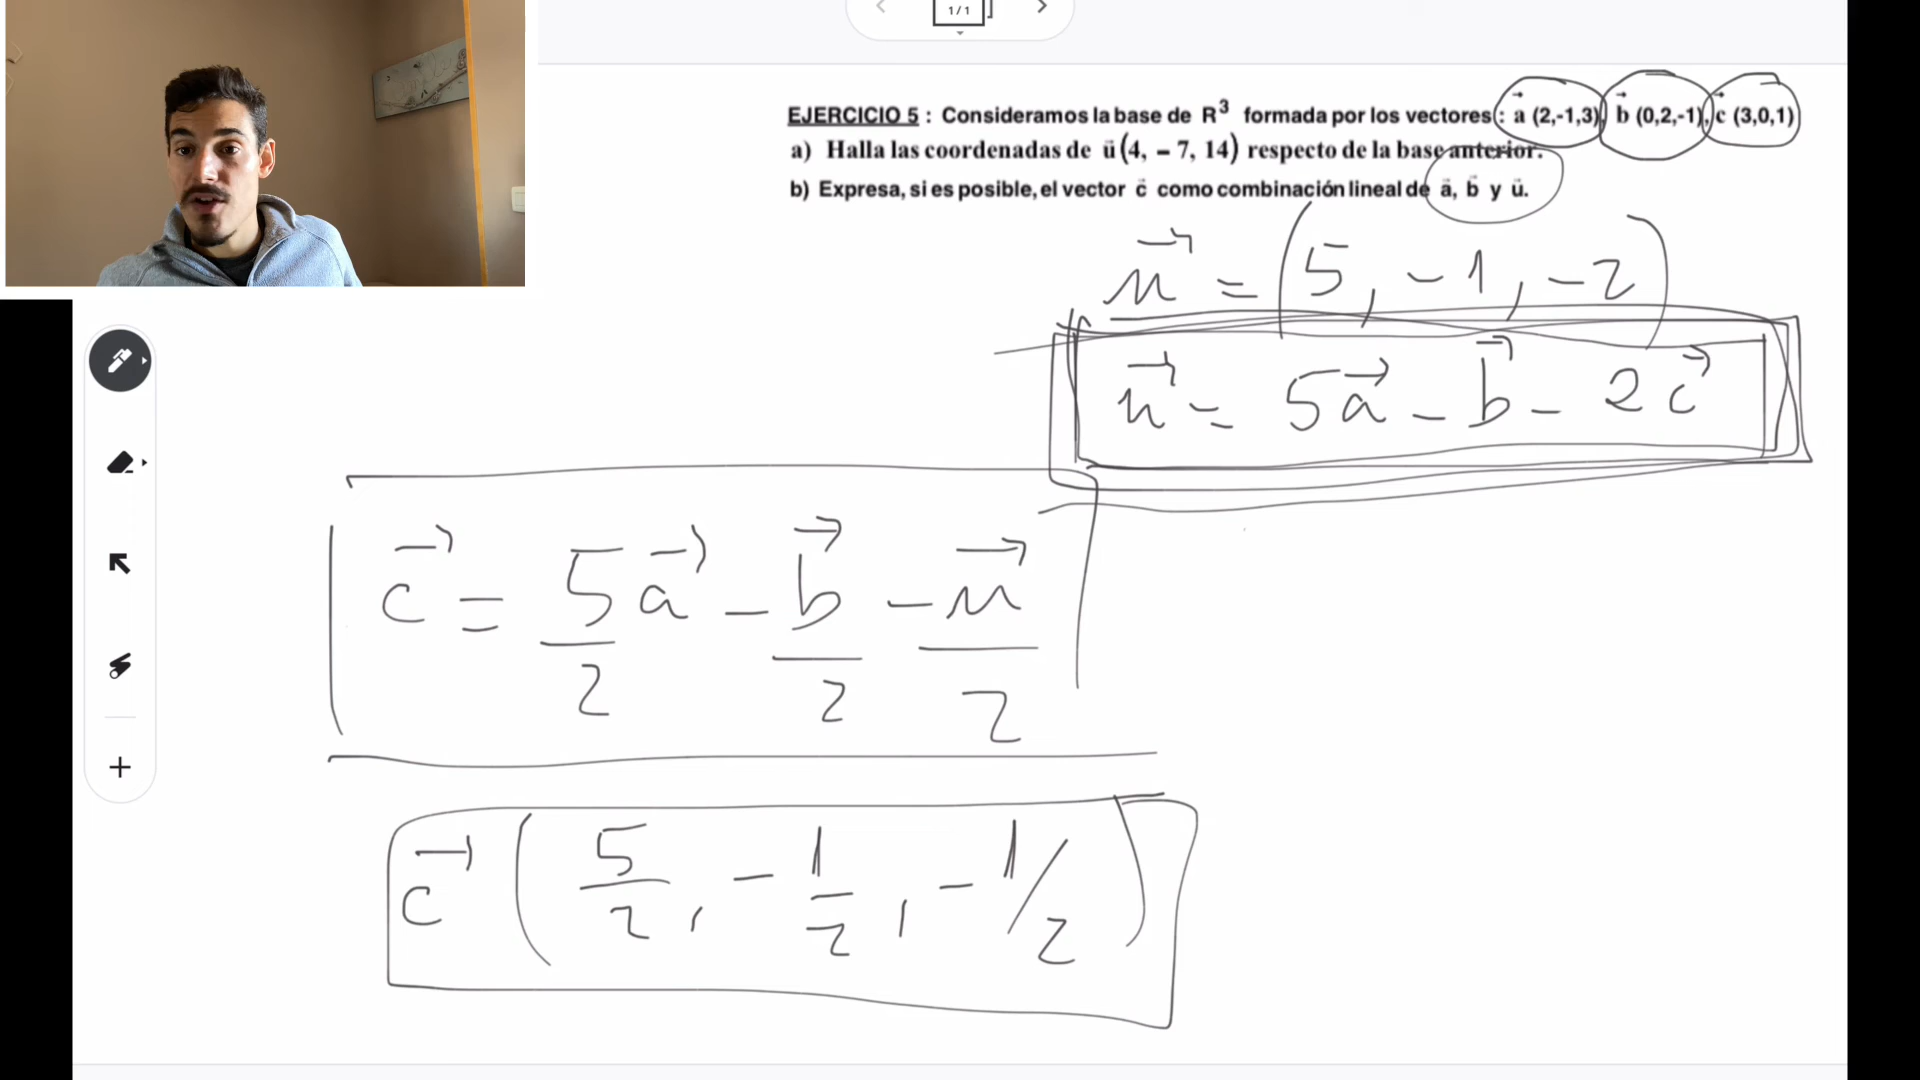 1/1
EJERCICIO 5 : Consideramos la base de R³ formada por los vectores : a⃗ (2,-1,3), b⃗ (0,2,-1), c⃗ (3,0,1)
a) Halla las coordenadas de u⃗ (4, – 7, 14) respecto de la base anterior.
b) Expresa, si es posible, el vector c⃗ como combinación lineal de a⃗, b⃗ y u⃗.
u⃗ = (5, -1, -2)
u⃗ = 5a⃗ - b⃗ - 2c⃗
c⃗ = 5a⃗/2 - b⃗/2 - u⃗/2
c⃗ (5/2, -1/2, -1/2)